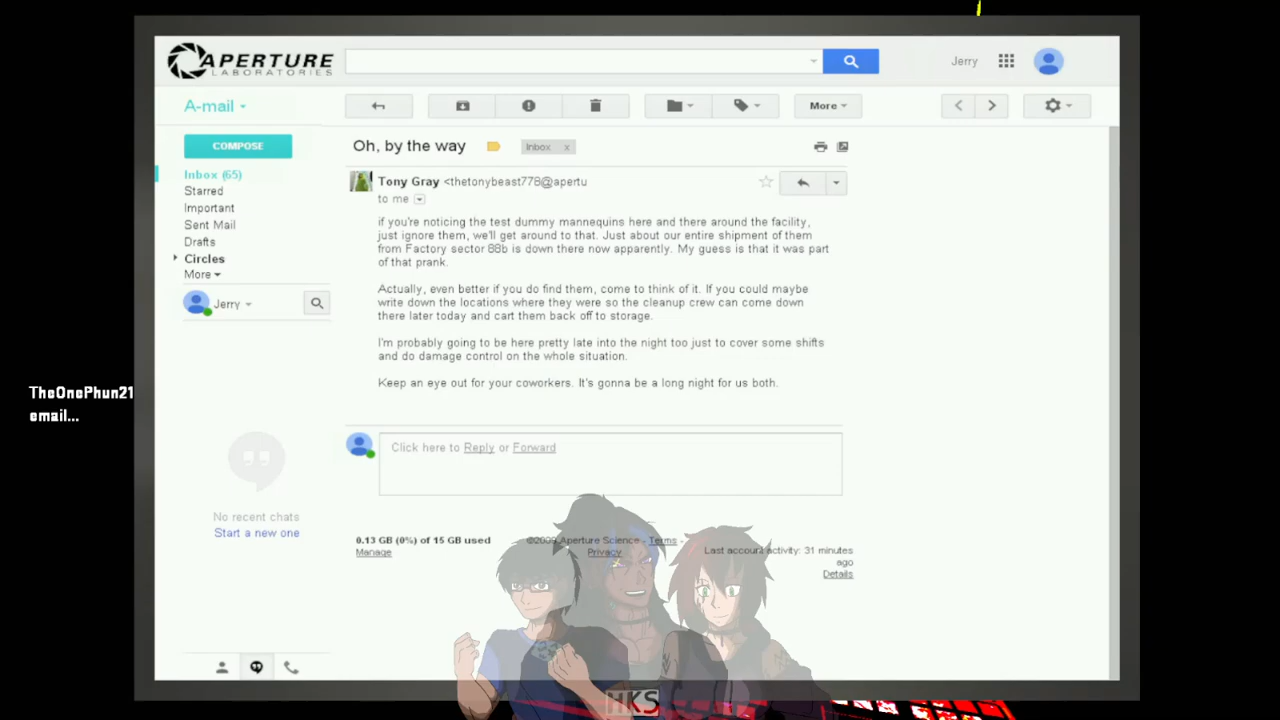 APERTURE
LABORATORIES
Jerry
A-mail
More
COMPOSE
Oh, by the way
Inbox x
Inbox (65)
Starred
Important
Sent Mail
Drafts
Circles
More
Jerry
Tony Gray <thetonybeast778@apertu
to me
if you're noticing the test dummy mannequins here and there around the facility,
just ignore them, we'll get around to that. Just about our entire shipment of them
from Factory sector 88b is down there now apparently. My guess is that it was part
of that prank.
Actually, even better if you do find them, come to think of it. If you could maybe
write down the locations where they were so the cleanup crew can come down
there later today and cart them back off to storage.
I'm probably going to be here pretty late into the night too just to cover some shifts
and do damage control on the whole situation.
Keep an eye out for your coworkers. It's gonna be a long night for us both.
TheOnePhun21
email...
Click here to Reply or Forward
No recent chats
Start a new one
0.13 GB (0%) of 15 GB used
Manage
©2009 Aperture Science - Terms -
Privacy
Last account activity: 31 minutes
ago
Details
HKS